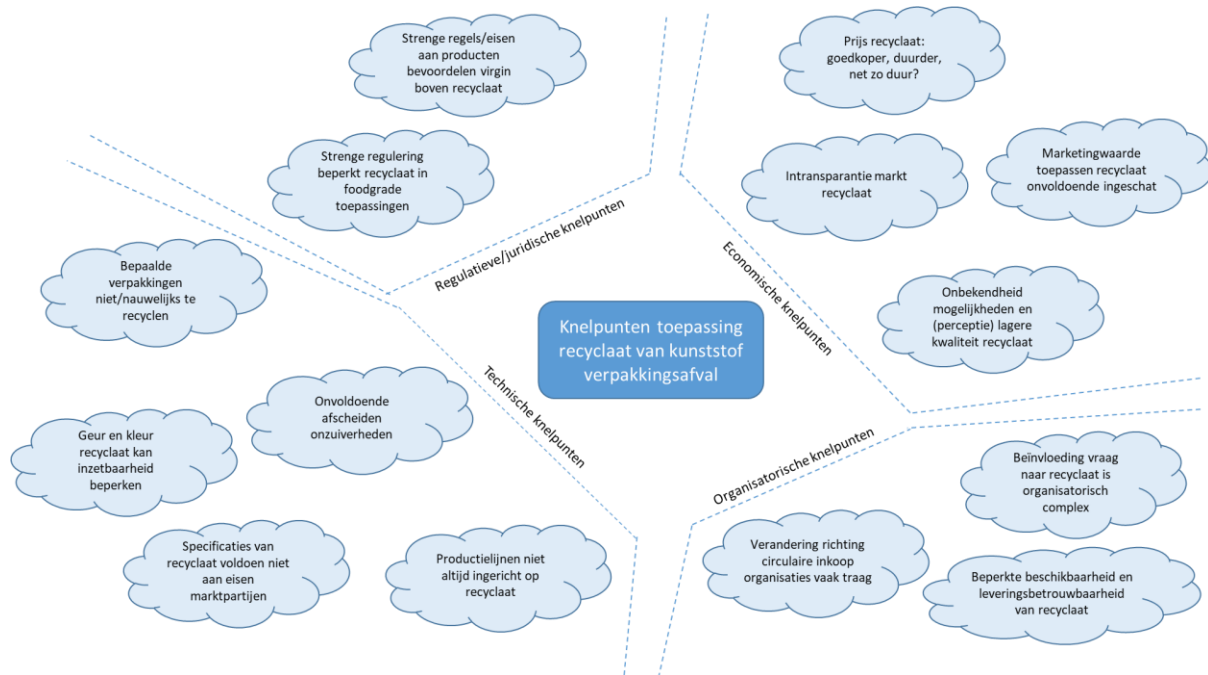 Strenge regels/eisen
aan producten
bevoordelen virgin
boven recyclaat
Strenge regulering
beperkt recyclaat in
foodgrade
toepassingen
Regulatieve/juridische knelpunten
Prijs recyclaat:
goedkoper, duurder,
net zo duur?
Intransparantie markt
recyclaat
Marketingwaarde
toepassen recyclaat
onvoldoende ingeschat
Onbekendheid
mogelijkheden en
(perceptie) lagere
kwaliteit recyclaat
Economische knelpunten
Knelpunten toepassing
recyclaat van kunststof
verpakkingsafval
Bepaalde
verpakkingen
niet/nauwelijks te
recyclen
Onvoldoende
afscheiden
onzuiverheden
Geur en kleur
recyclaat kan
inzetbaarheid
beperken
Specificaties van
recyclaat voldoen niet
aan eisen
marktpartijen
Productielijnen niet
altijd ingericht op
recyclaat
Technische knelpunten
Organisatorische knelpunten
Beïnvloeding vraag
naar recyclaat is
organisatorisch
complex
Verandering richting
circulaire inkoop
organisaties vaak traag
Beperkte beschikbaarheid en
leveringsbetrouwbaarheid
van recyclaat